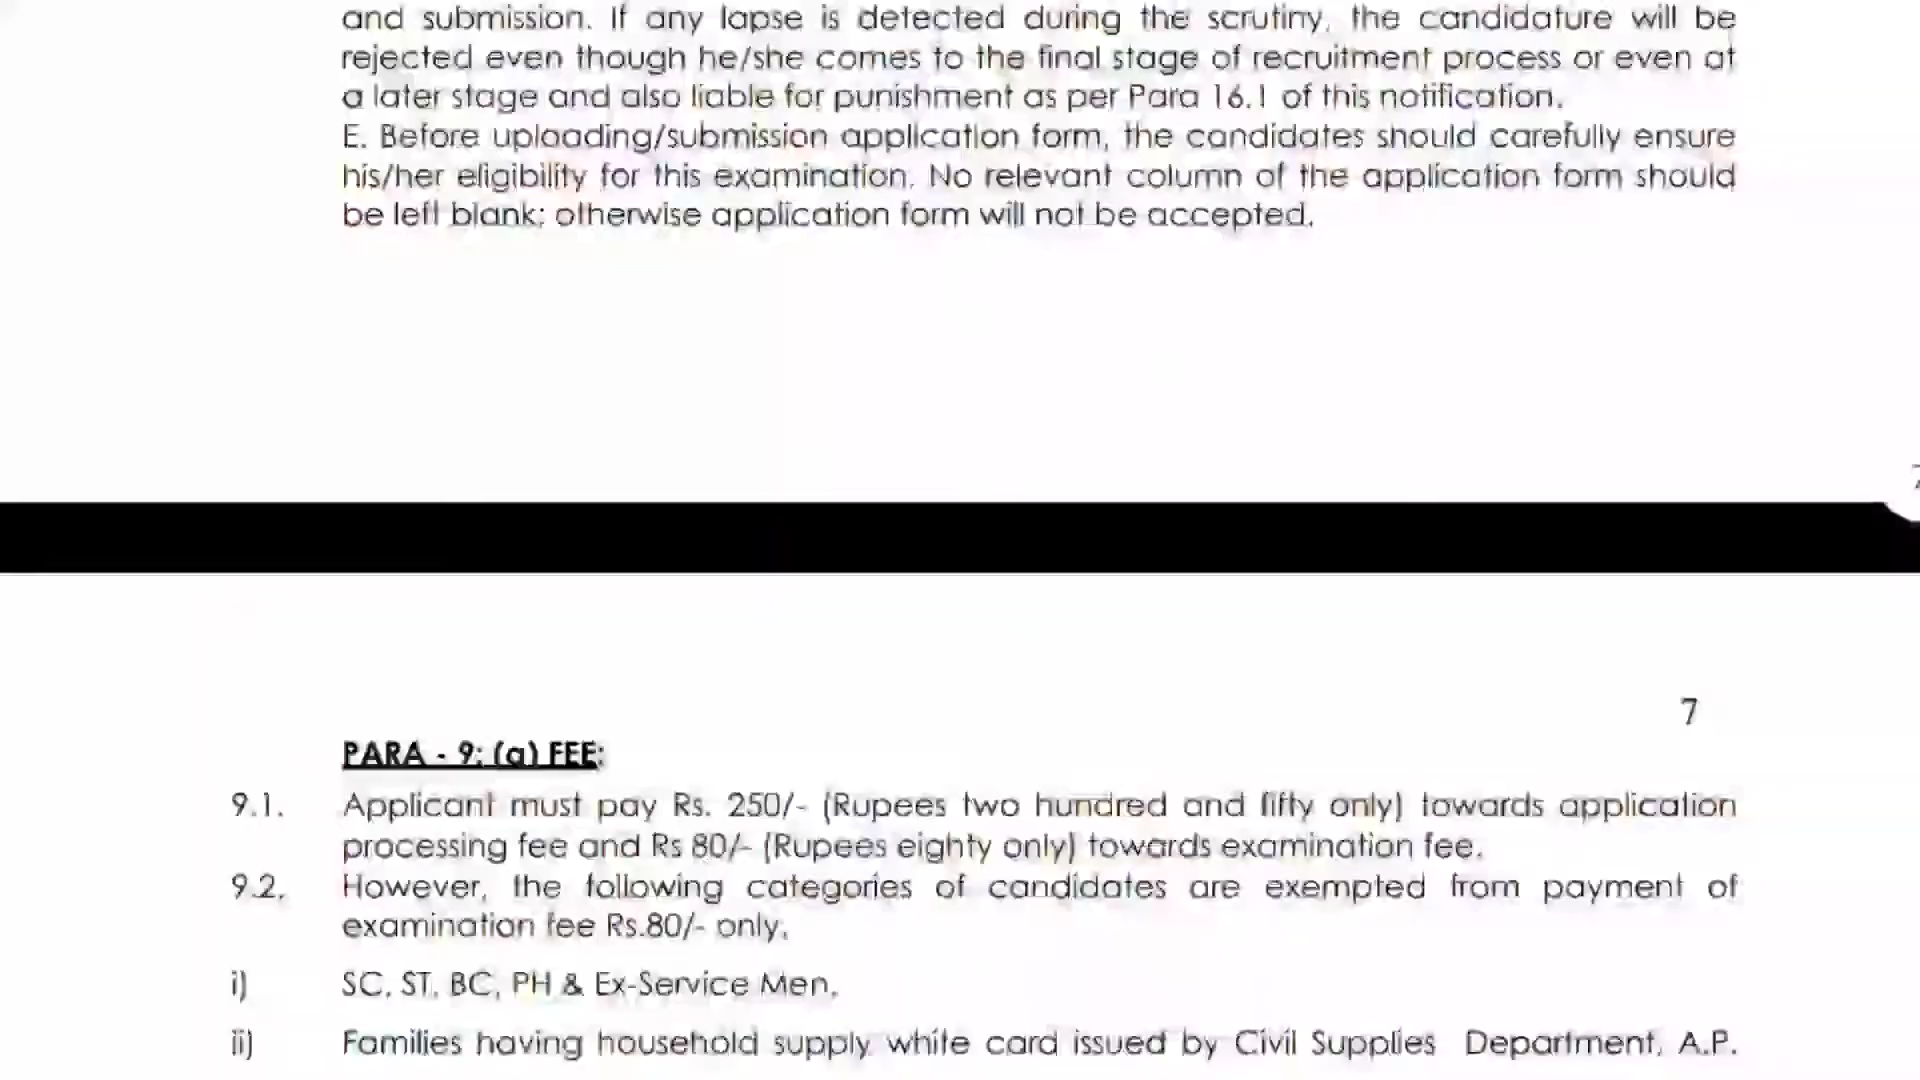 and submission. If any lapse is detected during the scrutiny, the candidature will be
rejected even though he/she comes to the final stage of recruitment process or even at
a later stage and also liable for punishment as per Para 16.1 of this notification.
E. Before uploading/submission application form, the candidates should carefully ensure
his/her eligibility for this examination. No relevant column of the application form should
be left blank; otherwise application form will not be accepted.
7
PARA - 9: (a) FEE:
9.1. Applicant must pay Rs. 250/- (Rupees two hundred and fifty only) towards application
processing fee and Rs 80/- (Rupees eighty only) towards examination fee.
9.2. However, the following categories of candidates are exempted from payment of
examination fee Rs.80/- only.
i) SC, ST, BC, PH & Ex-Service Men.
ii) Families having household supply white card issued by Civil Supplies Department, A.P.